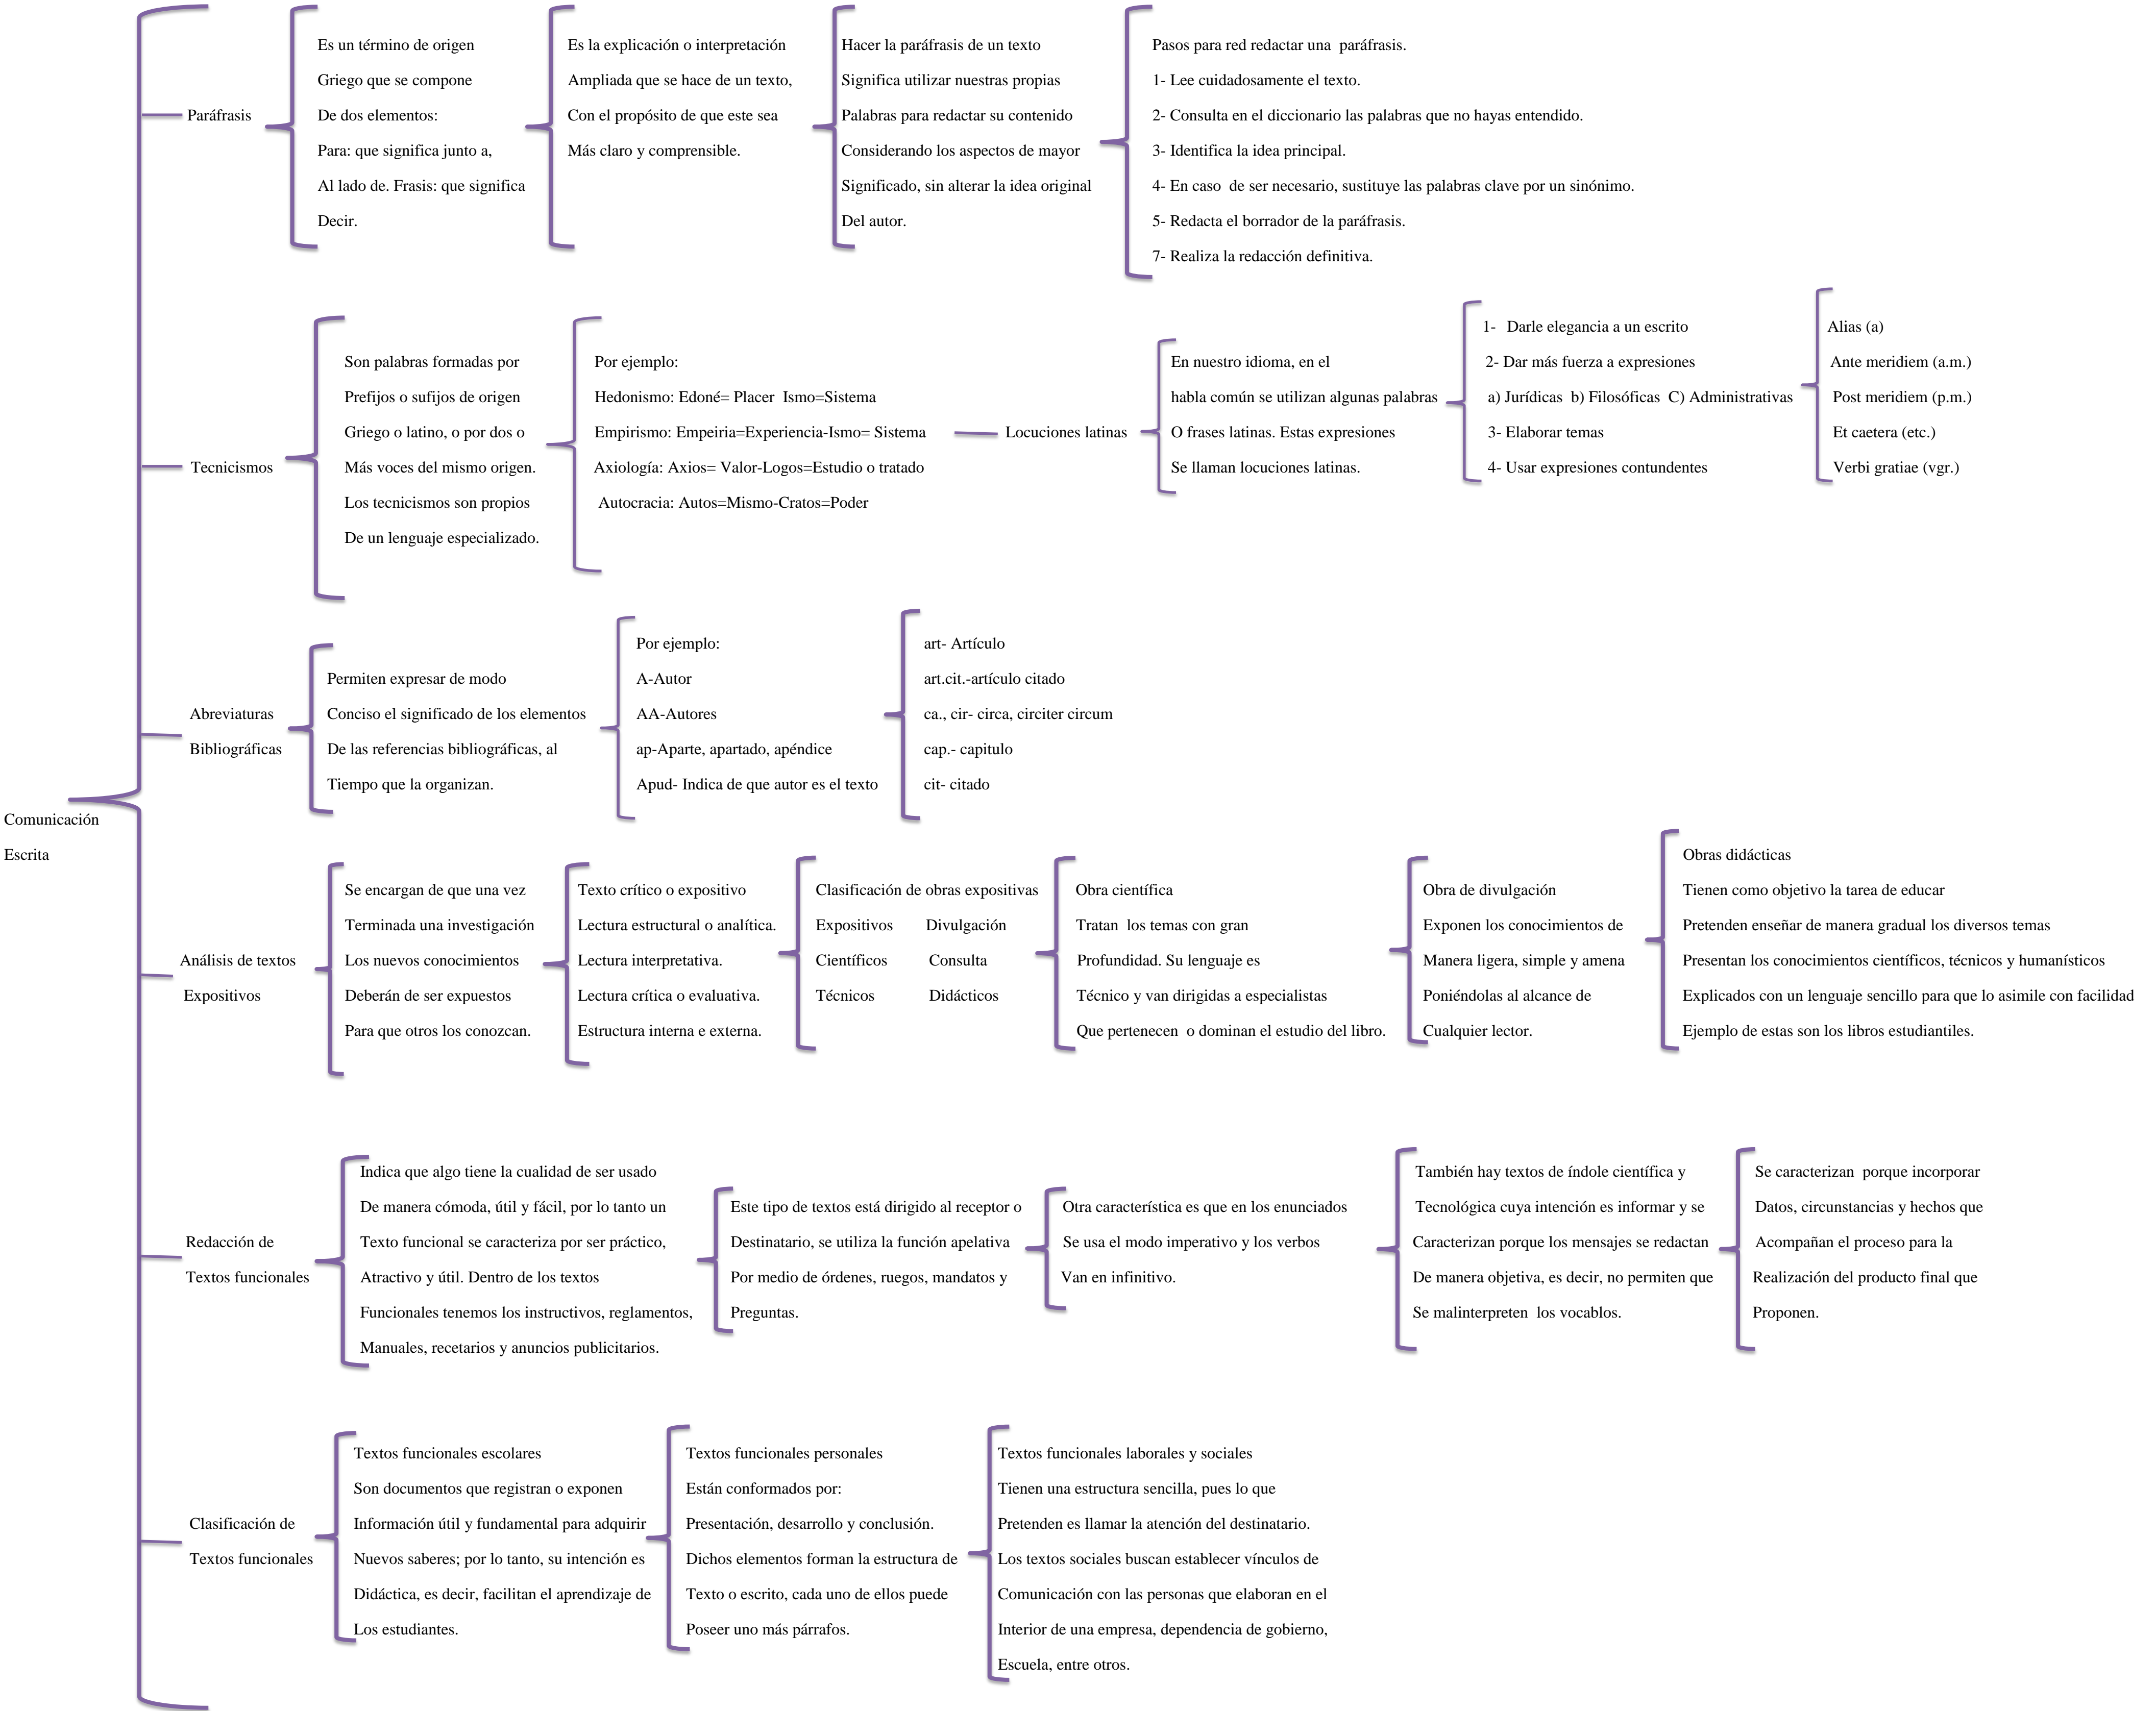 Comunicación
Escrita
Paráfrasis
Es un término de origen
Griego que se compone
De dos elementos:
Para: que significa junto a,
Al lado de. Frasis: que significa
Decir.
Es la explicación o interpretación
Ampliada que se hace de un texto,
Con el propósito de que este sea
Más claro y comprensible.
Hacer la paráfrasis de un texto
Significa utilizar nuestras propias
Palabras para redactar su contenido
Considerando los aspectos de mayor
Significado, sin alterar la idea original
Del autor.
Pasos para red redactar una  paráfrasis.
1- Lee cuidadosamente el texto.
2- Consulta en el diccionario las palabras que no hayas entendido.
3- Identifica la idea principal.
4- En caso  de ser necesario, sustituye las palabras clave por un sinónimo.
5- Redacta el borrador de la paráfrasis.
7- Realiza la redacción definitiva.
Tecnicismos
Son palabras formadas por
Prefijos o sufijos de origen
Griego o latino, o por dos o
Más voces del mismo origen.
Los tecnicismos son propios
De un lenguaje especializado.
Por ejemplo:
Hedonismo: Edoné= Placer  Ismo=Sistema
Empirismo: Empeiria=Experiencia-Ismo= Sistema
Axiología: Axios= Valor-Logos=Estudio o tratado
Autocracia: Autos=Mismo-Cratos=Poder
Locuciones latinas
En nuestro idioma, en el
habla común se utilizan algunas palabras
O frases latinas. Estas expresiones
Se llaman locuciones latinas.
1-  Darle elegancia a un escrito
2- Dar más fuerza a expresiones
a) Jurídicas  b) Filosóficas  C) Administrativas
3- Elaborar temas
4- Usar expresiones contundentes
Alias (a)
Ante meridiem (a.m.)
Post meridiem (p.m.)
Et caetera (etc.)
Verbi gratiae (vgr.)
Abreviaturas
Bibliográficas
Permiten expresar de modo
Conciso el significado de los elementos
De las referencias bibliográficas, al
Tiempo que la organizan.
Por ejemplo:
A-Autor
AA-Autores
ap-Aparte, apartado, apéndice
Apud- Indica de que autor es el texto
art- Artículo
art.cit.-artículo citado
ca., cir- circa, circiter circum
cap.- capitulo
cit- citado
Análisis de textos
Expositivos
Se encargan de que una vez
Terminada una investigación
Los nuevos conocimientos
Deberán de ser expuestos
Para que otros los conozcan.
Texto crítico o expositivo
Lectura estructural o analítica.
Lectura interpretativa.
Lectura crítica o evaluativa.
Estructura interna e externa.
Clasificación de obras expositivas
Expositivos  Divulgación
Científicos  Consulta
Técnicos  Didácticos
Obra científica
Tratan  los temas con gran
Profundidad. Su lenguaje es
Técnico y van dirigidas a especialistas
Que pertenecen  o dominan el estudio del libro.
Obra de divulgación
Exponen los conocimientos de
Manera ligera, simple y amena
Poniéndolas al alcance de
Cualquier lector.
Obras didácticas
Tienen como objetivo la tarea de educar
Pretenden enseñar de manera gradual los diversos temas
Presentan los conocimientos científicos, técnicos y humanísticos
Explicados con un lenguaje sencillo para que lo asimile con facilidad
Ejemplo de estas son los libros estudiantiles.
Redacción de
Textos funcionales
Indica que algo tiene la cualidad de ser usado
De manera cómoda, útil y fácil, por lo tanto un
Texto funcional se caracteriza por ser práctico,
Atractivo y útil. Dentro de los textos
Funcionales tenemos los instructivos, reglamentos,
Manuales, recetarios y anuncios publicitarios.
Este tipo de textos está dirigido al receptor o
Destinatario, se utiliza la función apelativa
Por medio de órdenes, ruegos, mandatos y
Preguntas.
Otra característica es que en los enunciados
Se usa el modo imperativo y los verbos
Van en infinitivo.
También hay textos de índole científica y
Tecnológica cuya intención es informar y se
Caracterizan porque los mensajes se redactan
De manera objetiva, es decir, no permiten que
Se malinterpreten  los vocablos.
Se caracterizan  porque incorporar
Datos, circunstancias y hechos que
Acompañan el proceso para la
Realización del producto final que
Proponen.
Clasificación de
Textos funcionales
Textos funcionales escolares
Son documentos que registran o exponen
Información útil y fundamental para adquirir
Nuevos saberes; por lo tanto, su intención es
Didáctica, es decir, facilitan el aprendizaje de
Los estudiantes.
Textos funcionales personales
Están conformados por:
Presentación, desarrollo y conclusión.
Dichos elementos forman la estructura de
Texto o escrito, cada uno de ellos puede
Poseer uno más párrafos.
Textos funcionales laborales y sociales
Tienen una estructura sencilla, pues lo que
Pretenden es llamar la atención del destinatario.
Los textos sociales buscan establecer vínculos de
Comunicación con las personas que elaboran en el
Interior de una empresa, dependencia de gobierno,
Escuela, entre otros.